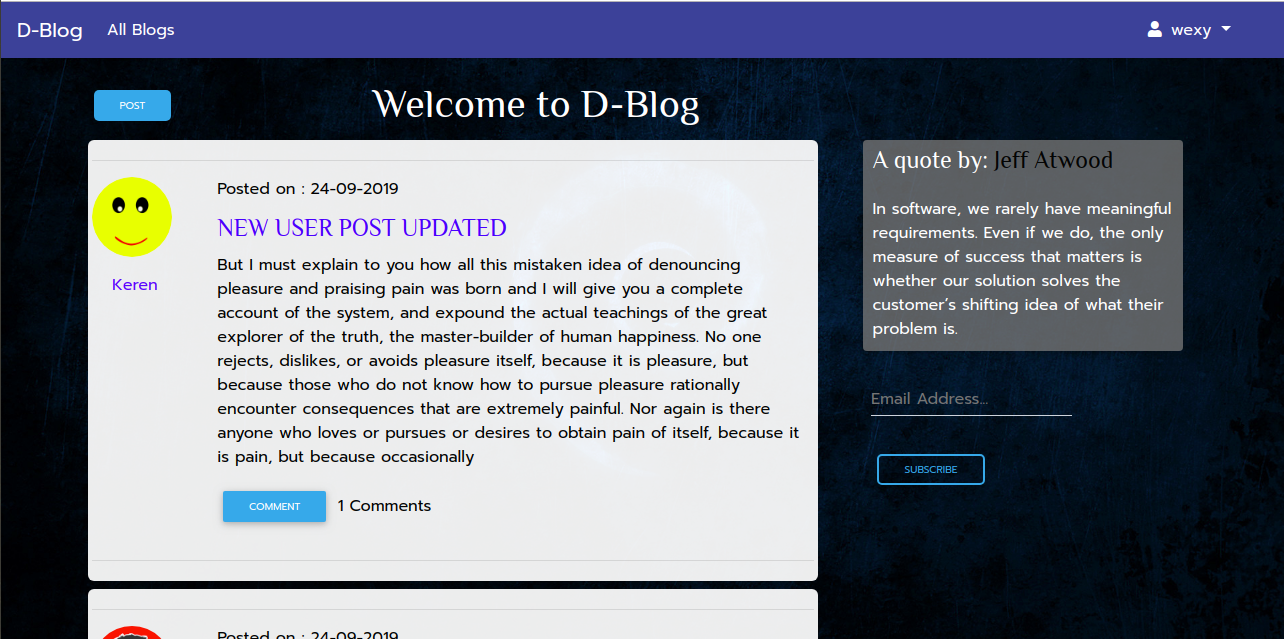 D-Blog
All Blogs
wexy
POST
Welcome to D-Blog
Posted on : 24-09-2019
NEW USER POST UPDATED
Keren
But I must explain to you how all this mistaken idea of denouncing
pleasure and praising pain was born and I will give you a complete
account of the system, and expound the actual teachings of the great
explorer of the truth, the master-builder of human happiness. No one
rejects, dislikes, or avoids pleasure itself, because it is pleasure, but
because those who do not know how to pursue pleasure rationally
encounter consequences that are extremely painful. Nor again is there
anyone who loves or pursues or desires to obtain pain of itself, because it
is pain, but because occasionally
COMMENT
1 Comments
Posted on : 24-09-2019
A quote by: Jeff Atwood
In software, we rarely have meaningful
requirements. Even if we do, the only
measure of success that matters is
whether our solution solves the
customer’s shifting idea of what their
problem is.
Email Address...
SUBSCRIBE